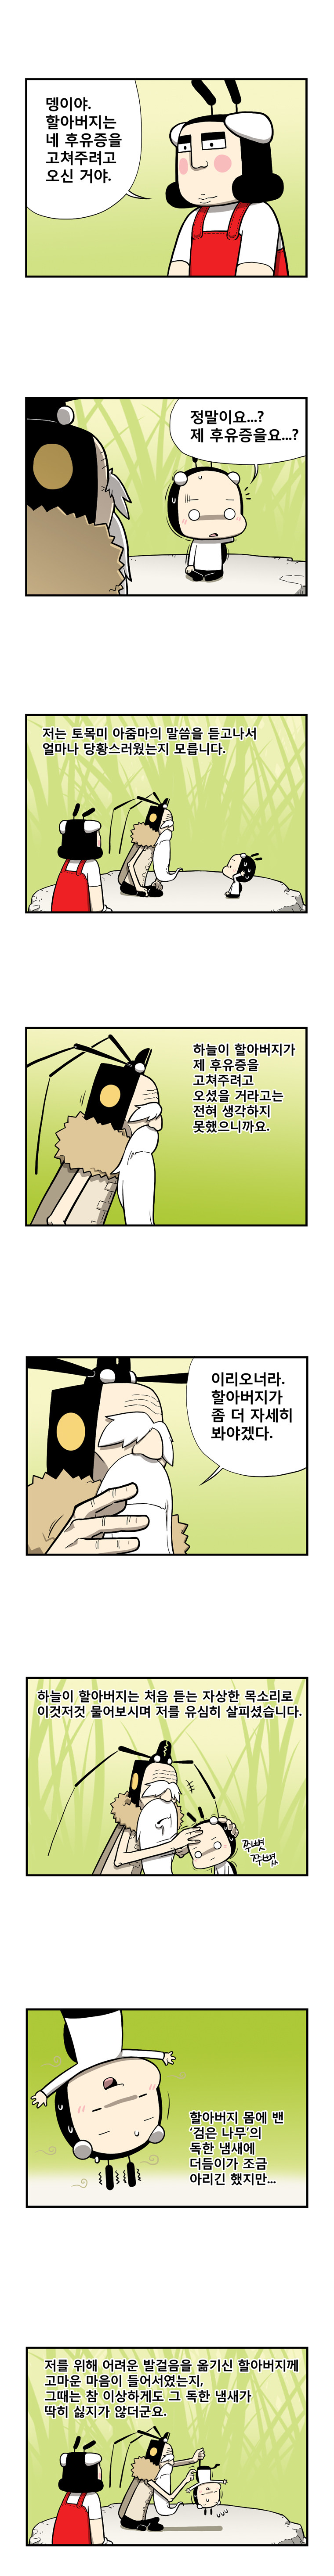 뎅이야.
할아버지는
네 후유증을
고쳐주려고
오신 거야.
정말이요...?
제 후유증을요...?
저는 토목미 아줌마의 말씀을 듣고나서
얼마나 당황스러웠는지 모릅니다.
하늘이 할아버지가
제 후유증을
고쳐주려고
오셨을 거라고는
전혀 생각하지
못했으니까요.
이리오너라.
할아버지가
좀 더 자세히
봐야겠다.
하늘이 할아버지는 처음 듣는 자상한 목소리로
이것저것 물어보시며 저를 유심히 살피셨습니다.
쭈뼛
쭈뼛
할아버지 몸에 밴
‘검은 나무’의
독한 냄새에
더듬이가 조금
아리긴 했지만...
저를 위해 어려운 발걸음을 옮기신 할아버지께
고마운 마음이 들어서였는지,
그때는 참 이상하게도 그 독한 냄새가
딱히 싫지가 않더군요.